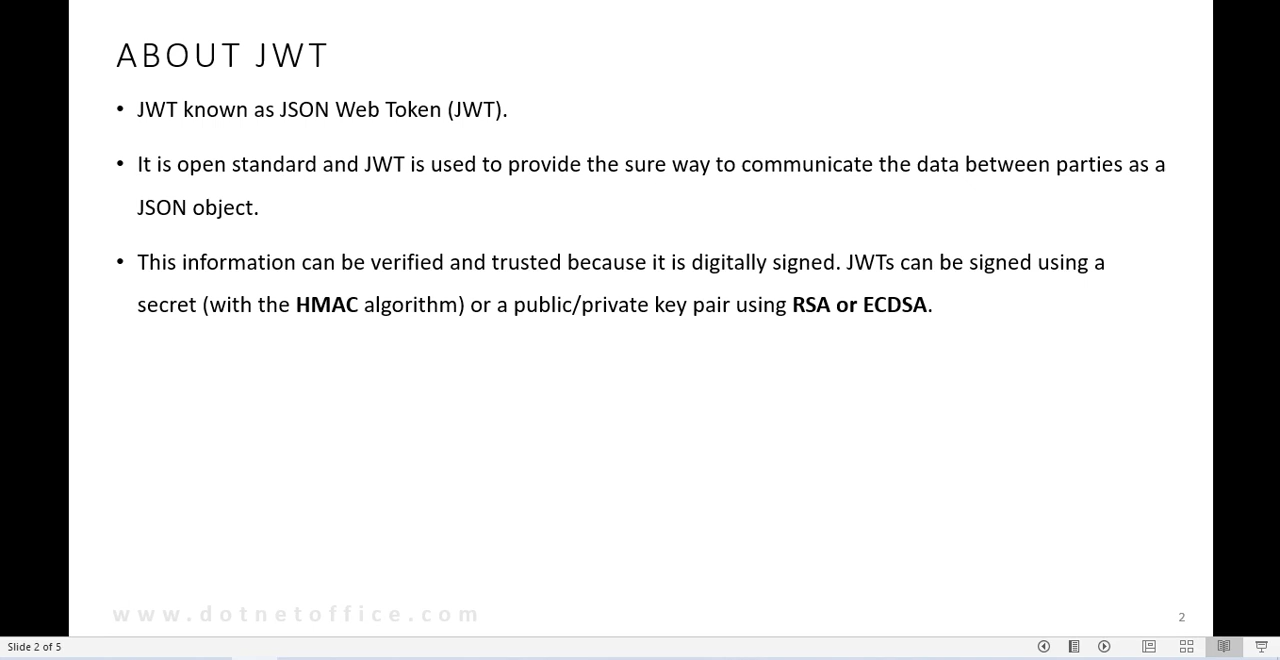 ABOUT JWT
• JWT known as JSON Web Token (JWT).
• It is open standard and JWT is used to provide the sure way to communicate the data between parties as a
JSON object.
• This information can be verified and trusted because it is digitally signed. JWTs can be signed using a
secret (with the HMAC algorithm) or a public/private key pair using RSA or ECDSA.
www.dotnetoffice.com
2
Slide 2 of 5